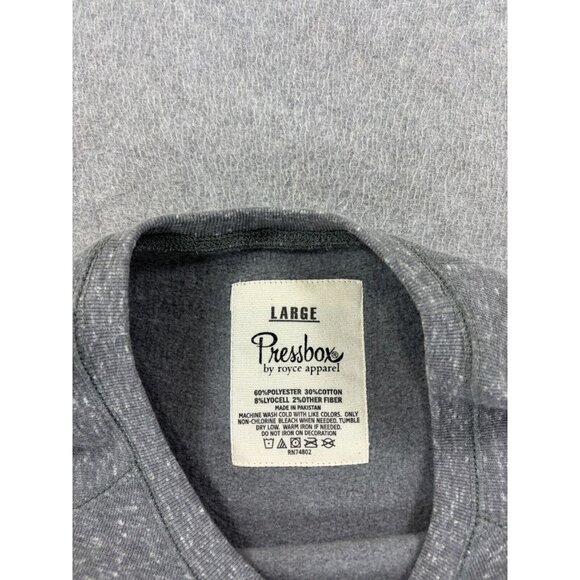 LARGE
Pressbox
by royce apparel
60%POLYESTER 30%COTTON
8%LYOCELL 2%OTHER FIBER
MADE IN PAKISTAN
MACHINE WASH COLD WITH LIKE COLORS. ONLY
NON-CHLORINE BLEACH WHEN NEEDED. TUMBLE
DRY LOW. WARM IRON IF NEEDED.
DO NOT IRON ON DECORATION
RN74802